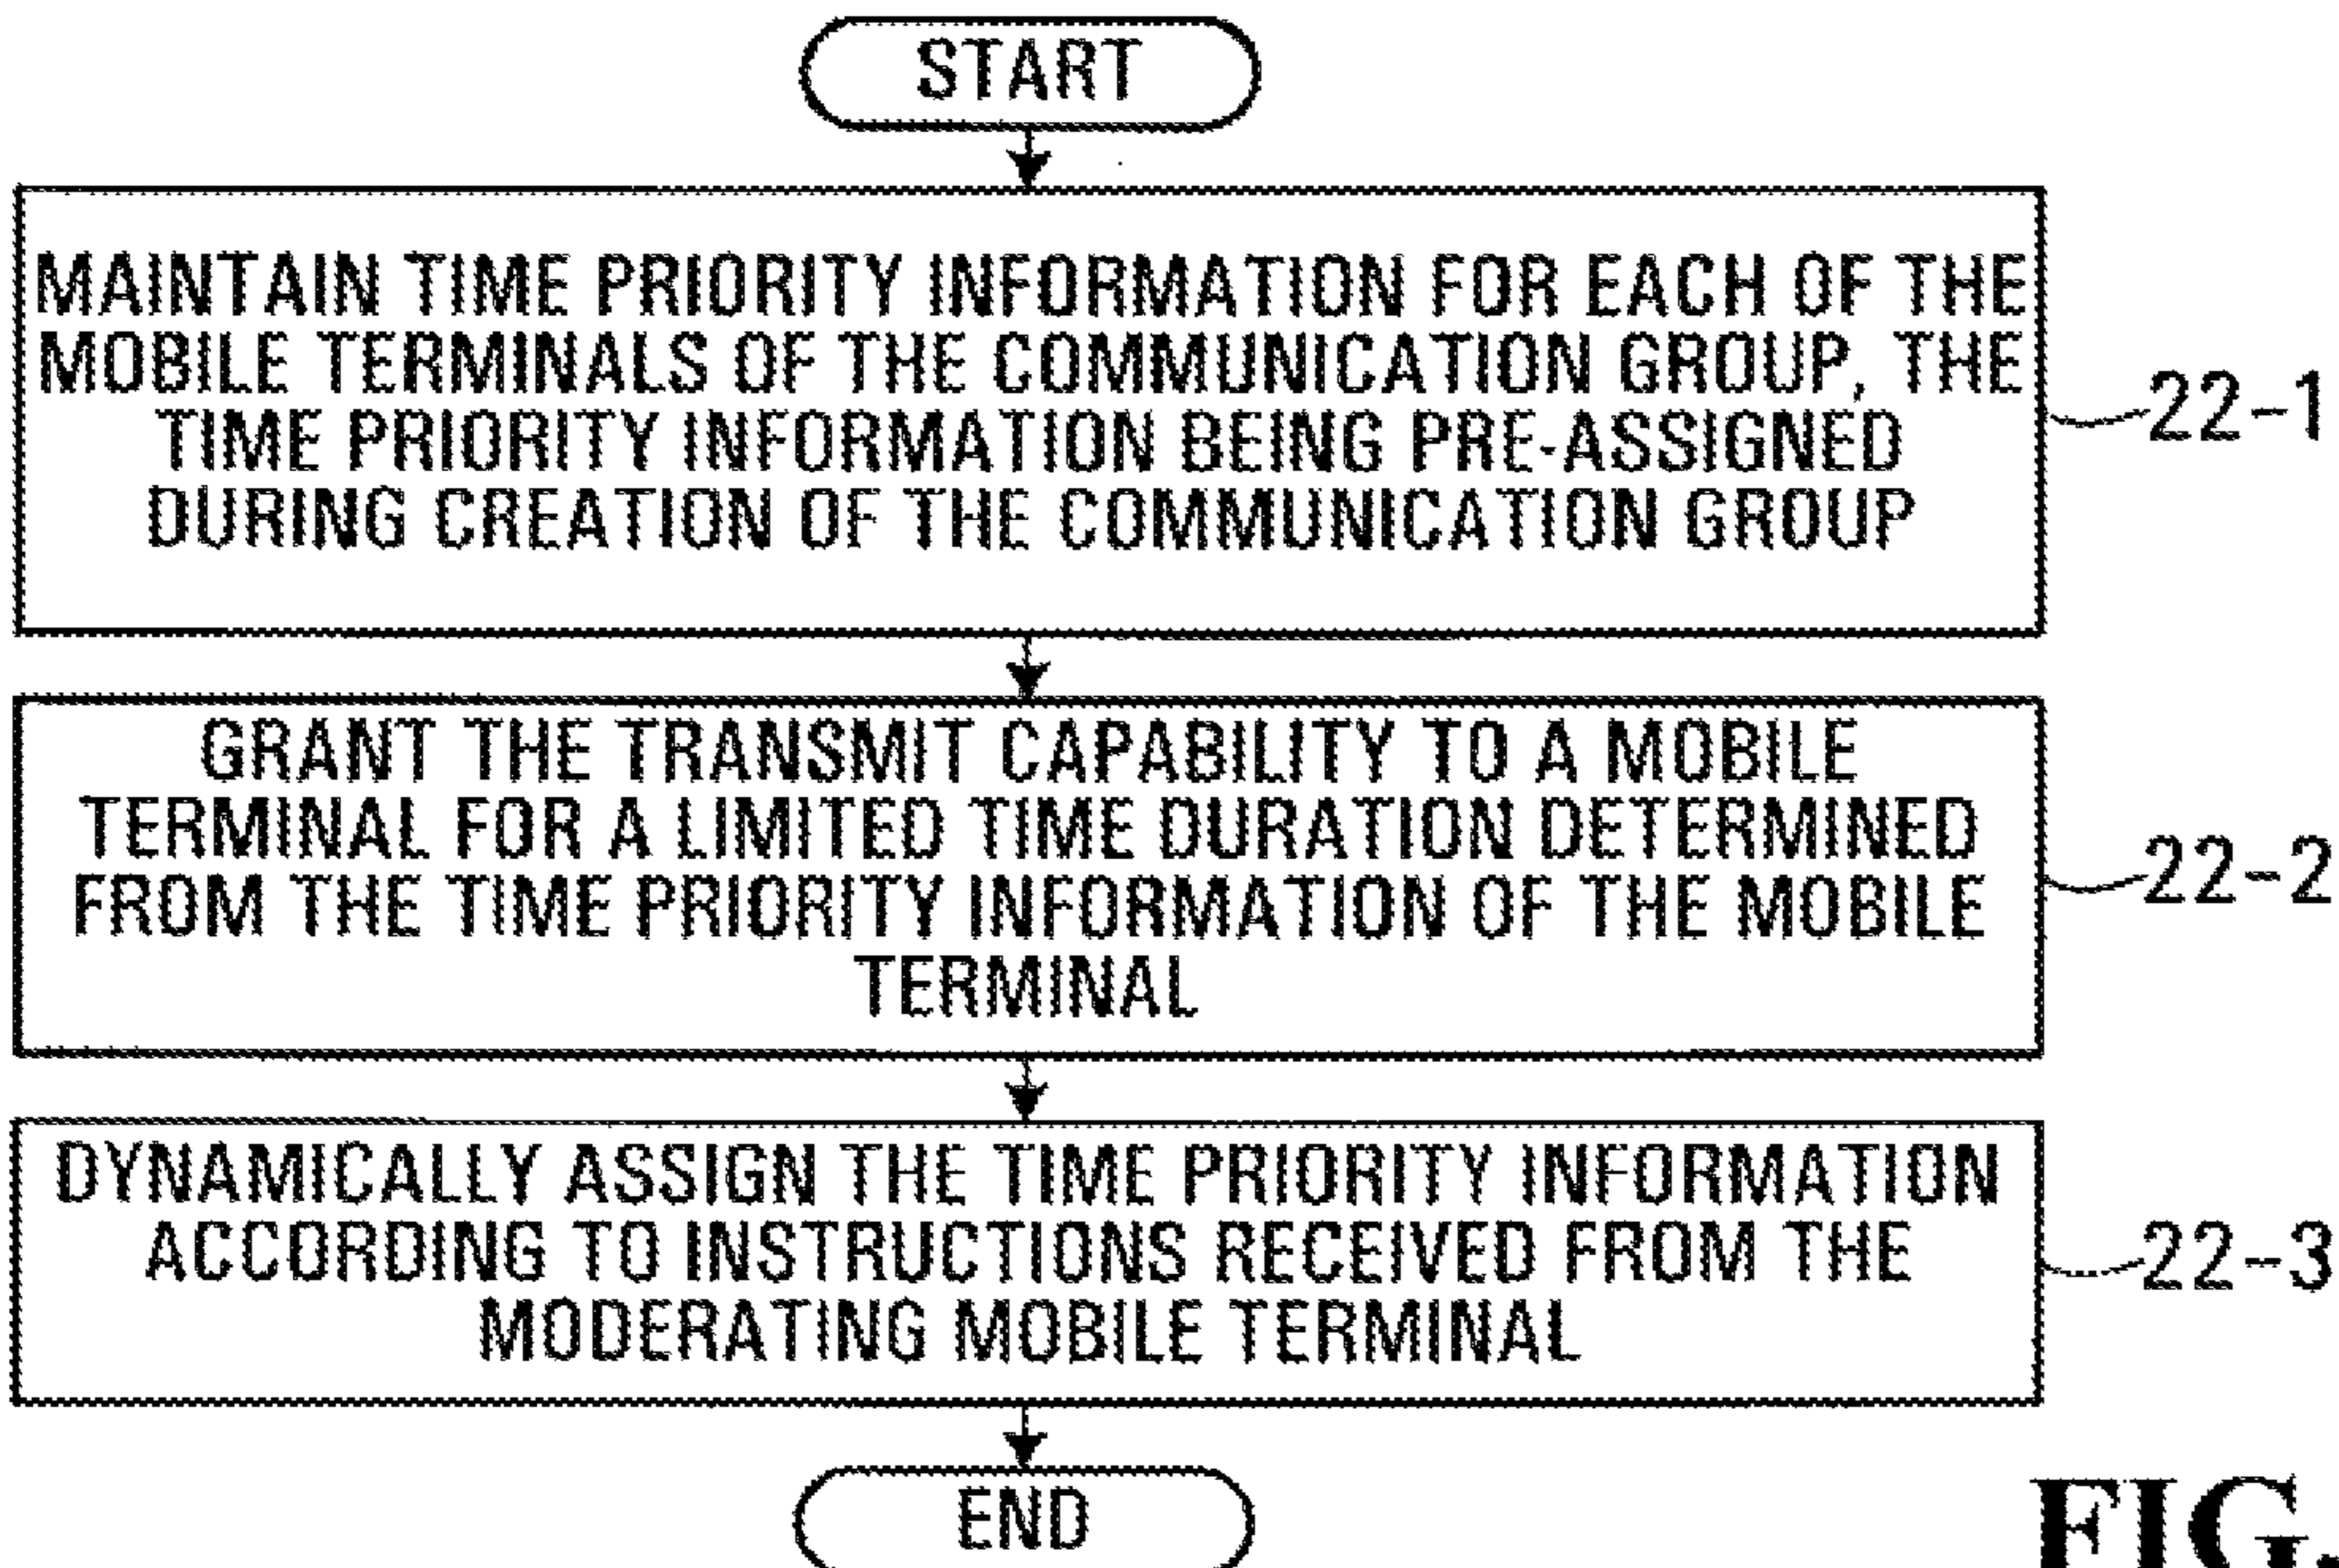 START
MAINTAIN TIME PRIORITY INFORMATION FOR EACH OF THE
MOBILE TERMINALS OF THE COMMUNICATION GROUP, THE
TIME PRIORITY INFORMATION BEING PRE-ASSIGNED
DURING CREATION OF THE COMMUNICATION GROUP
22-1
GRANT THE TRANSMIT CAPABILITY TO A MOBILE
TERMINAL FOR A LIMITED TIME DURATION DETERMINED
FROM THE TIME PRIORITY INFORMATION OF THE MOBILE
TERMINAL
22-2
DYNAMICALLY ASSIGN THE TIME PRIORITY INFORMATION
ACCORDING TO INSTRUCTIONS RECEIVED FROM THE
MODERATING MOBILE TERMINAL
22-3
END
FIG.